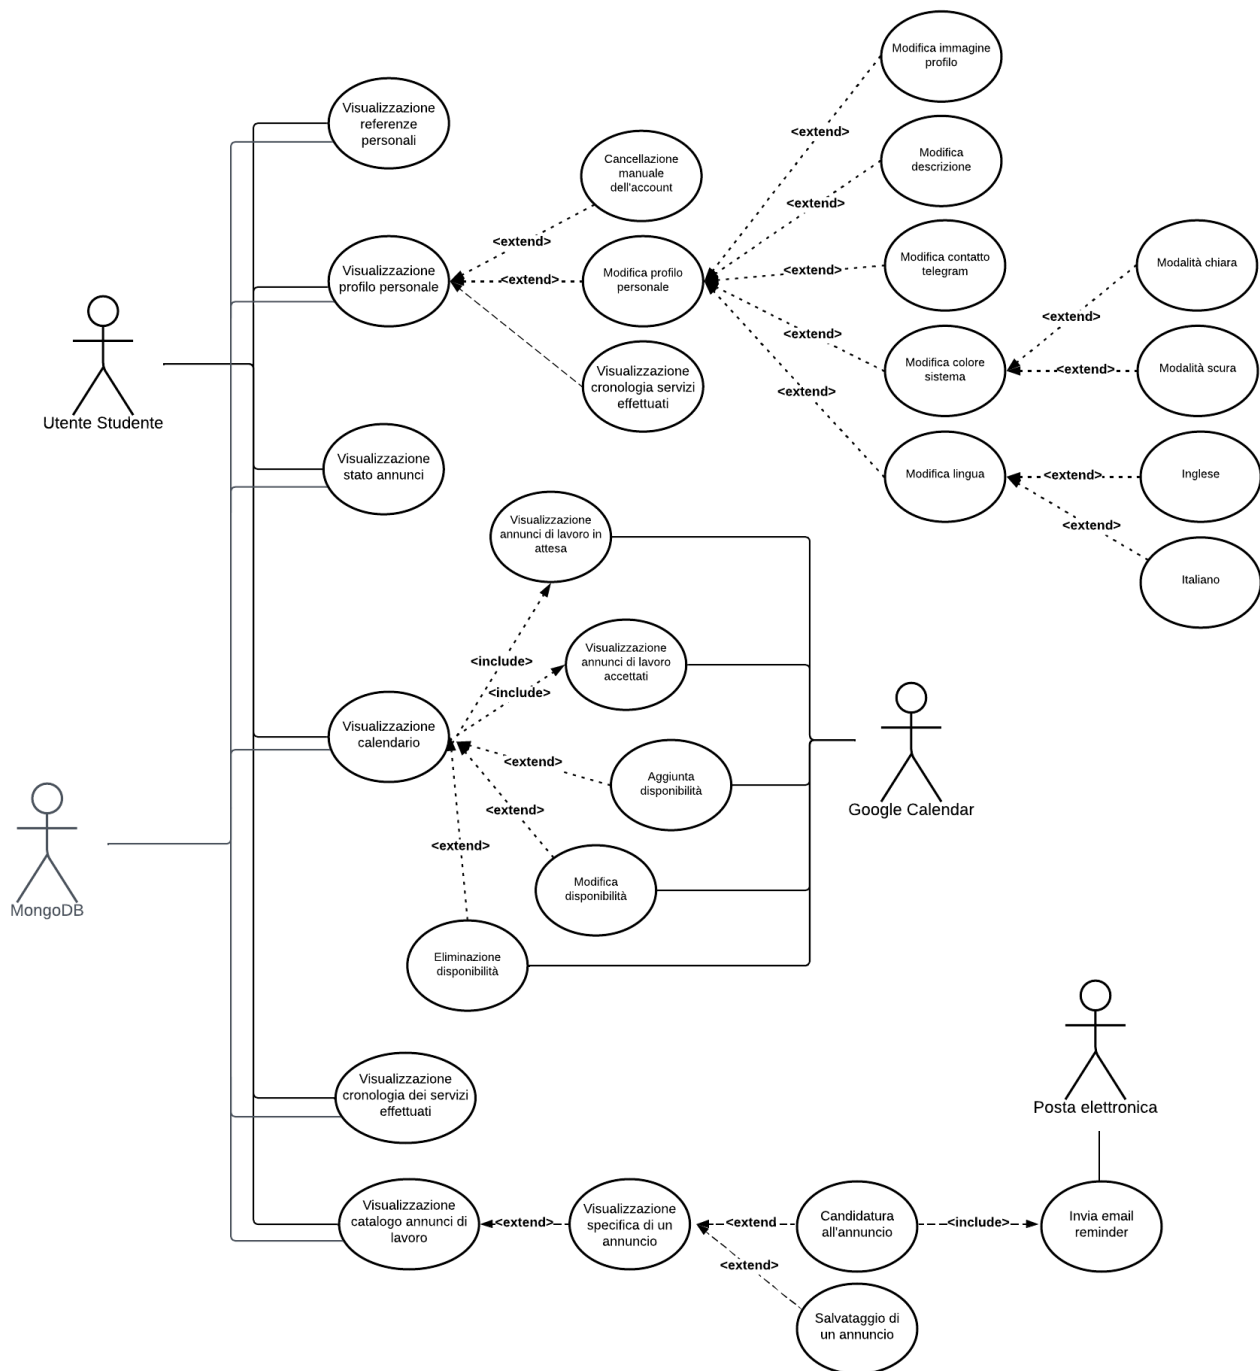 Modifica immagine
profilo
Visualizzazione
referenze
personali
<extend>
Cancellazione
manuale
dell'account
Modifica
descrizione
<extend>
<extend>
Visualizzazione
profilo personale
<extend>
Modifica profilo
personale
<extend>
Modifica contatto
telegram
Modalità chiara
<extend>
<extend>
Visualizzazione
cronologia servizi
effettuati
Modifica colore
sistema
<extend>
Modalità scura
<extend>
Utente Studente
Visualizzazione
stato annunci
Modifica lingua
<extend>
Inglese
<extend>
Italiano
Visualizzazione
annunci di lavoro in
attesa
<include>
Visualizzazione
annunci di lavoro
accettati
<include>
Visualizzazione
calendario
<extend>
Aggiunta
disponibilità
<extend>
Google Calendar
<extend>
Modifica
disponibilità
MongoDB
Eliminazione
disponibilità
Visualizzazione
cronologia dei servizi
effettuati
Posta elettronica
Visualizzazione
catalogo annunci di
lavoro
<extend>
Visualizzazione
specifica di un
annuncio
<extend
Candidatura
all'annuncio
<include>
Invia email
reminder
<extend>
Salvataggio di
un annuncio